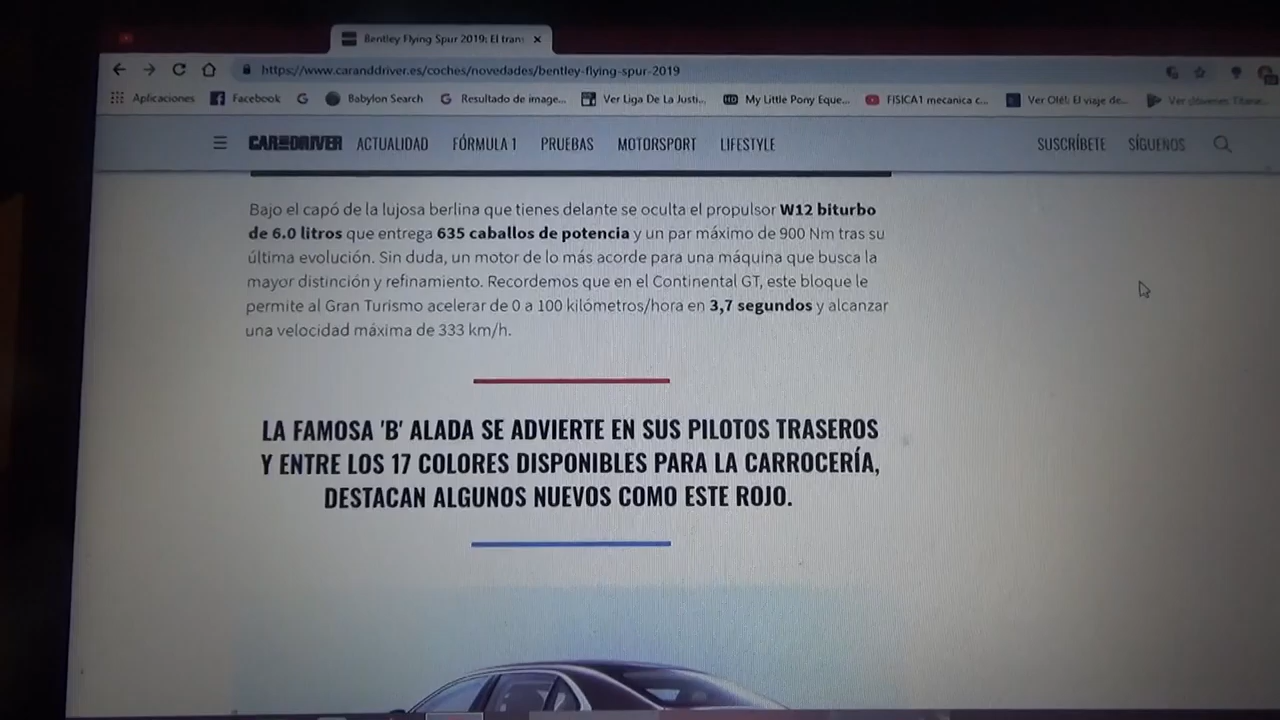 Bentley Flying Spur 2019: El tran
https://www.caranddriver.es/coches/novedades/bentley-flying-spur-2019
Aplicaciones Facebook Babylon Search Resultado de image... Ver Liga De La Justi... My Little Pony Eque... FISICA1 mecanica c... Ver Olé!. El viaje de... Ver
CAR AND DRIVER ACTUALIDAD FÓRMULA 1 PRUEBAS MOTORSPORT LIFESTYLE SUSCRÍBETE SÍGUENOS
Bajo el capó de la lujosa berlina que tienes delante se oculta el propulsor W12 biturbo
de 6.0 litros que entrega 635 caballos de potencia y un par máximo de 900 Nm tras su
última evolución. Sin duda, un motor de lo más acorde para una máquina que busca la
mayor distinción y refinamiento. Recordemos que en el Continental GT, este bloque le
permite al Gran Turismo acelerar de 0 a 100 kilómetros/hora en 3,7 segundos y alcanzar
una velocidad máxima de 333 km/h.
LA FAMOSA 'B' ALADA SE ADVIERTE EN SUS PILOTOS TRASEROS
Y ENTRE LOS 17 COLORES DISPONIBLES PARA LA CARROCERÍA,
DESTACAN ALGUNOS NUEVOS COMO ESTE ROJO.